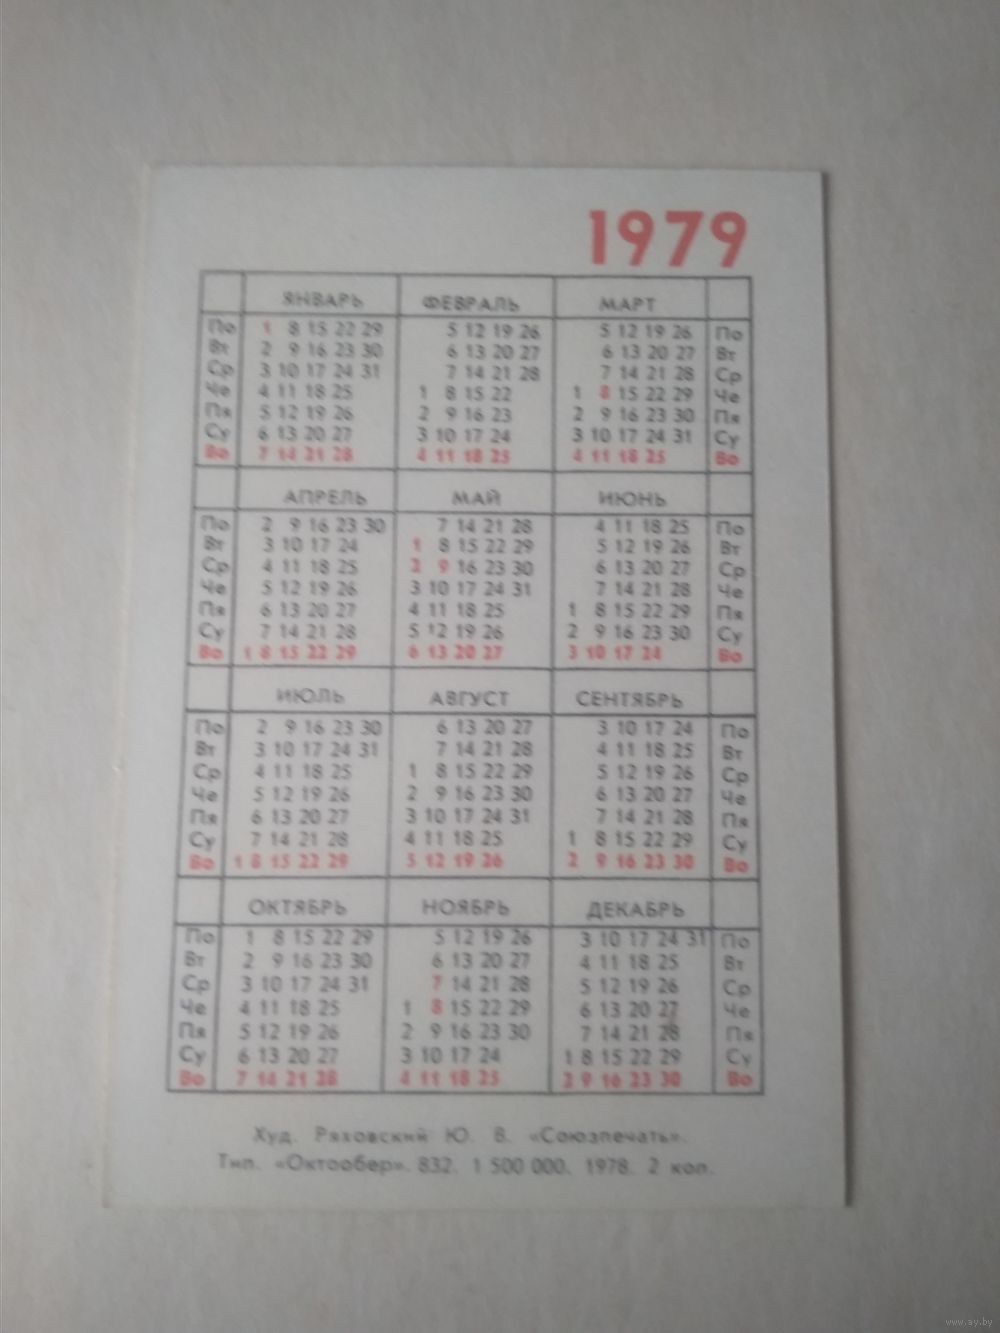 1979
ЯНВАРЬ ФЕВРАЛЬ МАРТ
По 1 8 15 22 29 5 12 19 26 5 12 19 26 По
Вт 2 9 16 23 30 6 13 20 27 6 13 20 27 Вт
Ср 3 10 17 24 31 7 14 21 28 7 14 21 28 Ср
Че 4 11 18 25 1 8 15 22 1 8 15 22 29 Че
Пя 5 12 19 26 2 9 16 23 2 9 16 23 30 Пя
Су 6 13 20 27 3 10 17 24 3 10 17 24 31 Су
Во 7 14 21 28 4 11 18 25 4 11 18 25 Во
АПРЕЛЬ МАЙ ИЮНЬ
По 2 9 16 23 30 7 14 21 28 4 11 18 25 По
Вт 3 10 17 24 1 8 15 22 29 5 12 19 26 Вт
Ср 4 11 18 25 2 9 16 23 30 6 13 20 27 Ср
Че 5 12 19 26 3 10 17 24 31 7 14 21 28 Че
Пя 6 13 20 27 4 11 18 25 1 8 15 22 29 Пя
Су 7 14 21 28 5 12 19 26 2 9 16 23 30 Су
Во 1 8 15 22 29 6 13 20 27 3 10 17 24 Во
ИЮЛЬ АВГУСТ СЕНТЯБРЬ
По 2 9 16 23 30 6 13 20 27 3 10 17 24 По
Вт 3 10 17 24 31 7 14 21 28 4 11 18 25 Вт
Ср 4 11 18 25 1 8 15 22 29 5 12 19 26 Ср
Че 5 12 19 26 2 9 16 23 30 6 13 20 27 Че
Пя 6 13 20 27 3 10 17 24 31 7 14 21 28 Пя
Су 7 14 21 28 4 11 18 25 1 8 15 22 29 Су
Во 1 8 15 22 29 5 12 19 26 2 9 16 23 30 Во
ОКТЯБРЬ НОЯБРЬ ДЕКАБРЬ
По 1 8 15 22 29 5 12 19 26 3 10 17 24 31 По
Вт 2 9 16 23 30 6 13 20 27 4 11 18 25 Вт
Ср 3 10 17 24 31 7 14 21 28 5 12 19 26 Ср
Че 4 11 18 25 1 8 15 22 29 6 13 20 27 Че
Пя 5 12 19 26 2 9 16 23 30 7 14 21 28 Пя
Су 6 13 20 27 3 10 17 24 1 8 15 22 29 Су
Во 7 14 21 28 4 11 18 25 2 9 16 23 30 Во
Худ. Ряховский Ю. В. «Союзпечать».
Тип. «Октообер». 832. 1 500 000. 1978. 2 коп.
www.ay.by